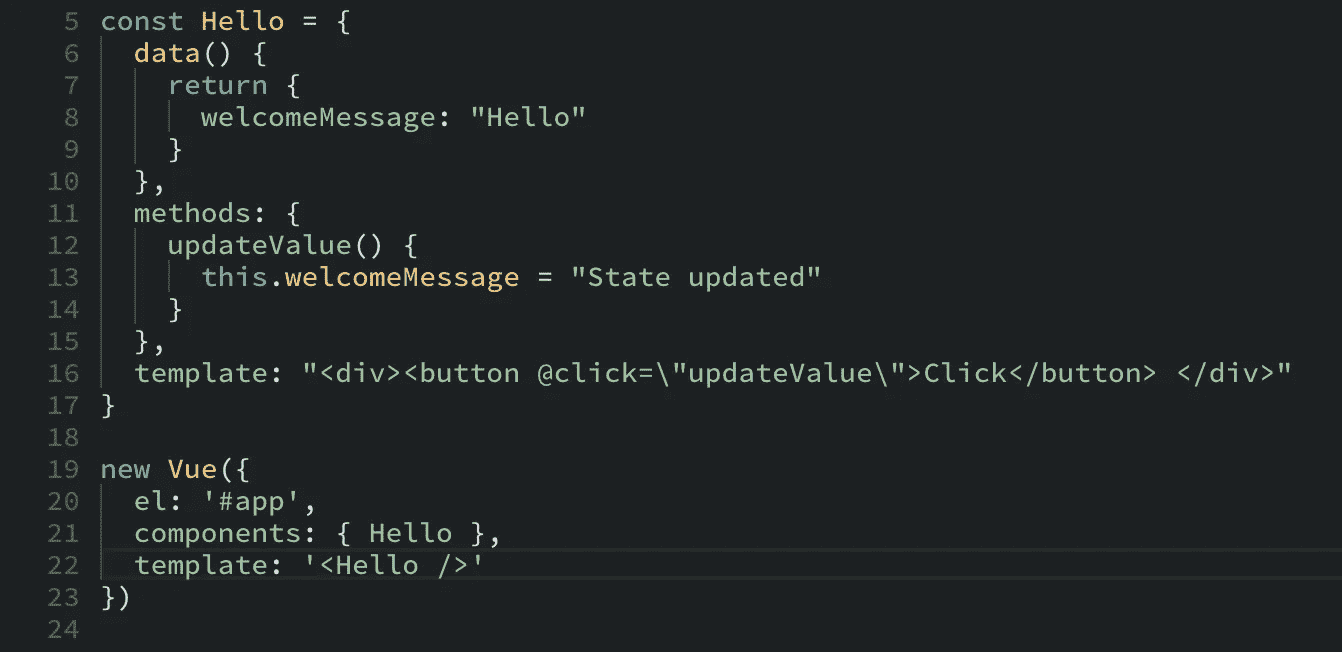 5 const Hello = {
6   data() {
7     return {
8       welcomeMessage: "Hello"
9     }
10   },
11   methods: {
12     updateValue() {
13       this.welcomeMessage = "State updated"
14     }
15   },
16   template: "<div><button @click=\"updateValue\">Click</button> </div>"
17 }
18
19 new Vue({
20   el: '#app',
21   components: { Hello },
22   template: '<Hello />'
23 })
24